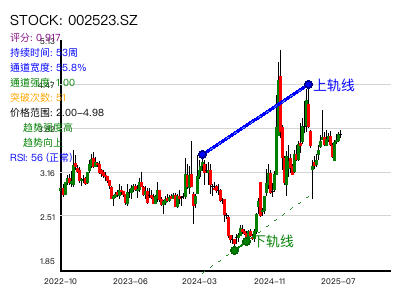 STOCK: 002523.SZ
评分: 0.917
持续时间: 53周
通道宽度: 55.8%
通道强度: 1.00
突破次数: 51
价格范围: 2.00~4.98
趋势强度高
趋势向上
RSI: 56 (正常)
上轨线
下轨线
3.16
2.51
1.85
2022-10
2023-06
2024-03
2024-11
2025-07